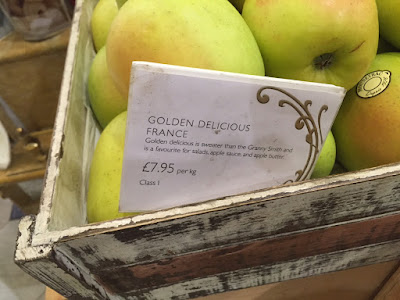 GOLDEN DELICIOUS
FRANCE
Golden delicious is sweeter than the Granny Smith and
is a favourite for salads, apple sauce and apple butter
£7.95 per kg
Class I